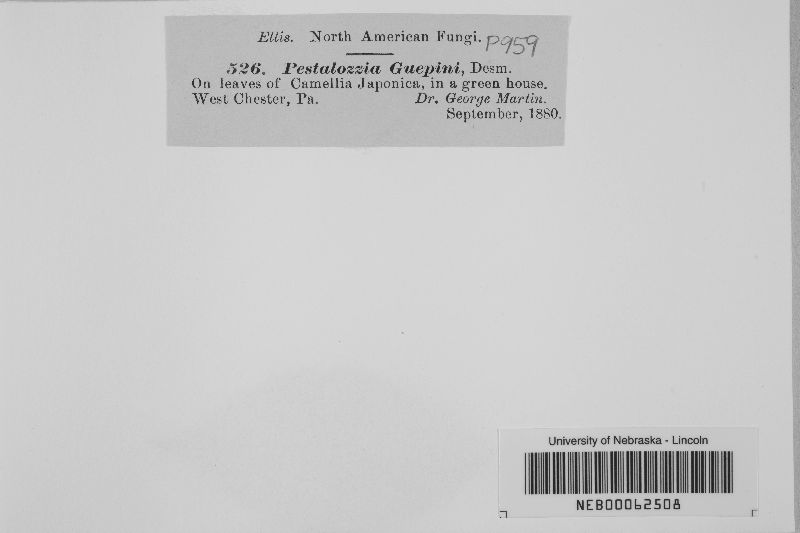 Ellis. North American Fungi. P959
526. Pestalozzia Guepini, Desm.
On leaves of Camellia Japonica, in a green house.
West Chester, Pa. Dr. George Martin.
September, 1880.
University of Nebraska - Lincoln
NEB00062508